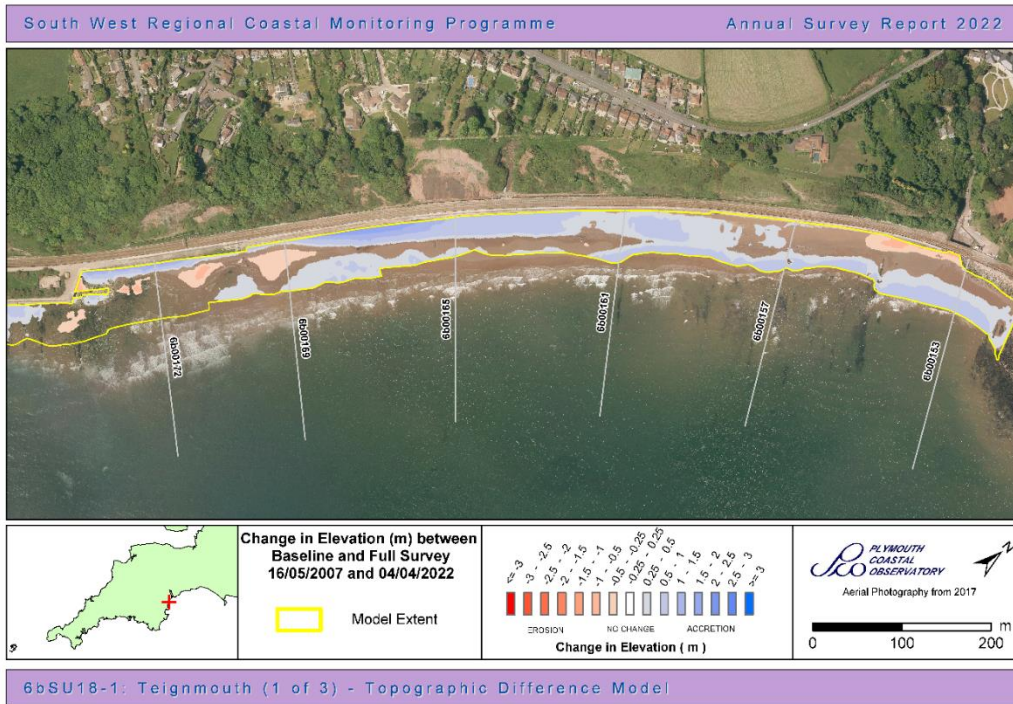 South West Regional Coastal Monitoring Programme
Annual Survey Report 2022
6b00172
6b00169
6b00165
6b00161
6b00157
6b00153
Change in Elevation (m) between
Baseline and Full Survey
16/05/2007 and 04/04/2022
Model Extent
<= -3
-3 - -2.5
-2.5 - -2
-2 - -1.5
-1.5 - -1
-1 - -0.5
-0.5 - -0.25
-0.25 - 0.25
0.25 - 0.5
0.5 - 1
1 - 1.5
1.5 - 2
2 - 2.5
2.5 - 3
>= 3
EROSION
NO CHANGE
ACCRETION
Change in Elevation ( m )
PLYMOUTH
COASTAL
OBSERVATORY
N
Aerial Photography from 2017
m
0 100 200
6bSU18-1: Teignmouth (1 of 3) - Topographic Difference Model